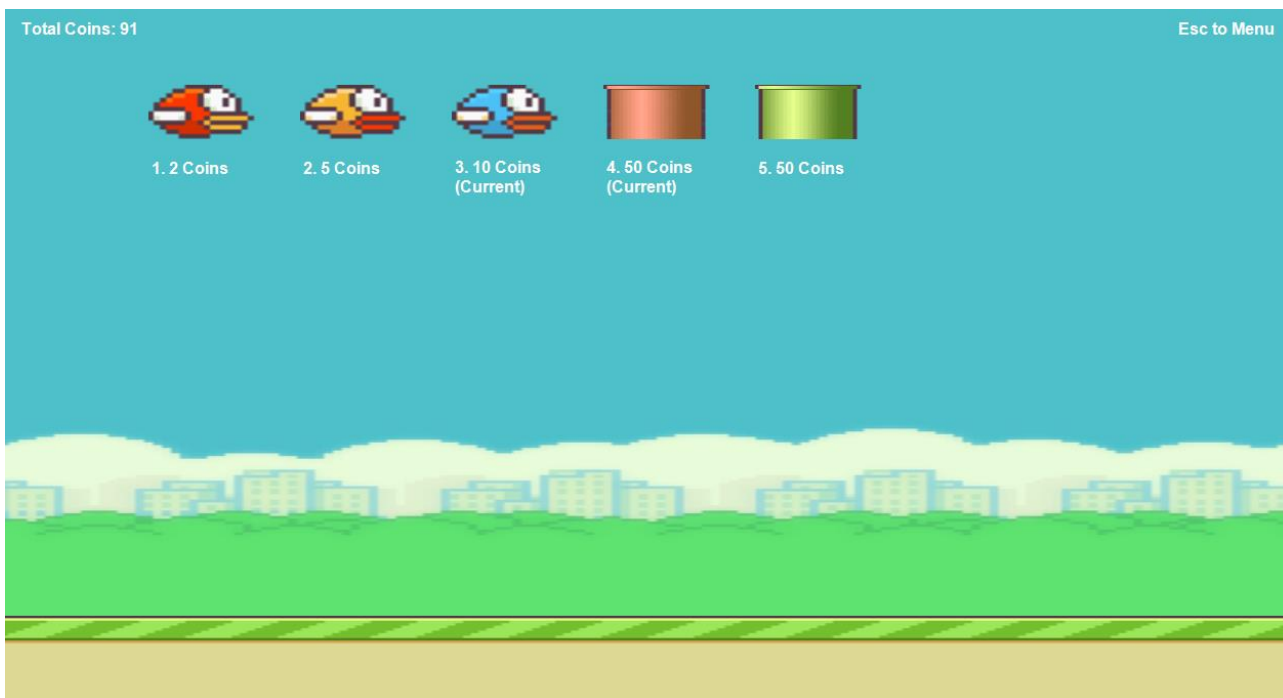 Total Coins: 91
Esc to Menu
1. 2 Coins
2. 5 Coins
3. 10 Coins
(Current)
4. 50 Coins
(Current)
5. 50 Coins